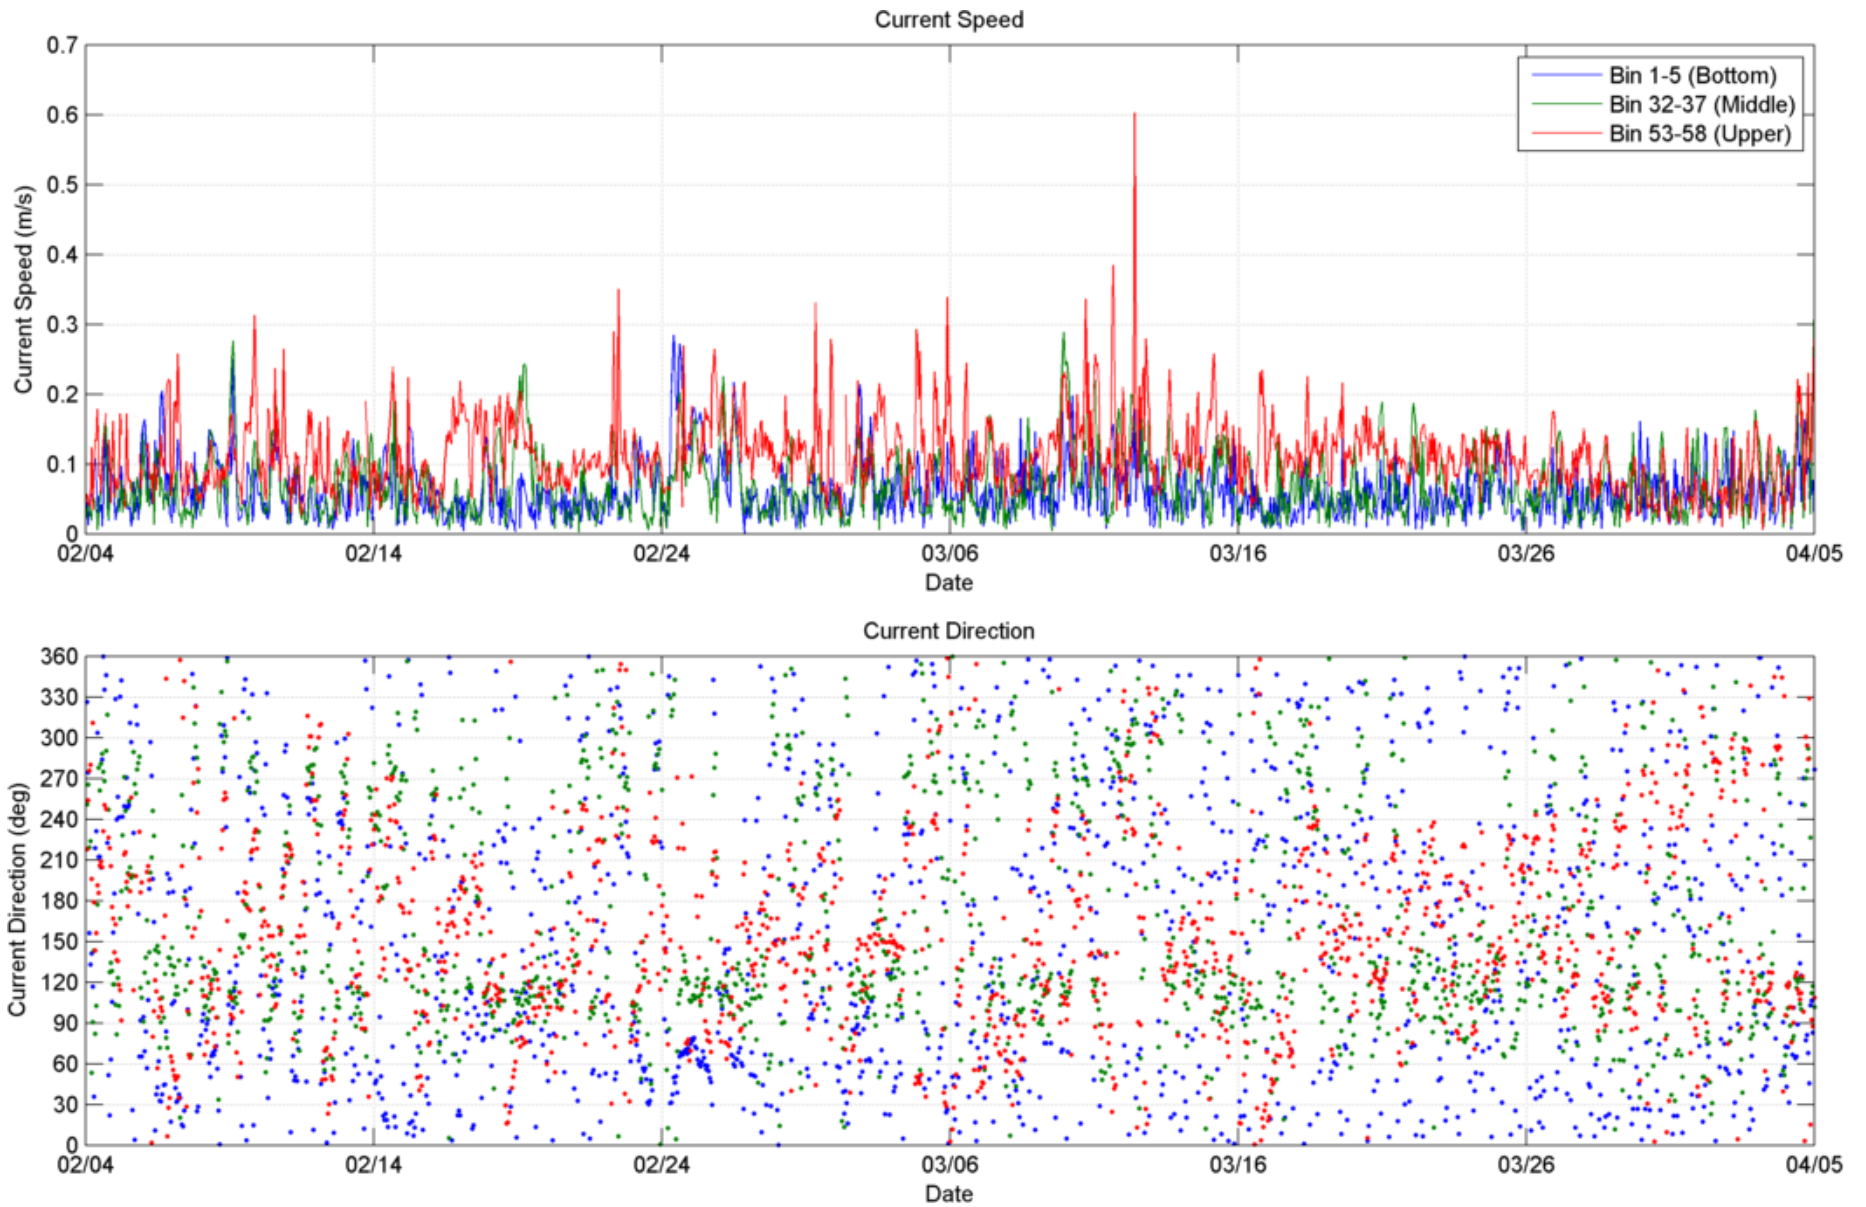 Current Speed
0.7
0.6
0.5
0.4
0.3
0.2
0.1
0
Current Speed (m/s)
Bin 1-5 (Bottom)
Bin 32-37 (Middle)
Bin 53-58 (Upper)
02/04 02/14 02/24 03/06 03/16 03/26 04/05
Date
Current Direction
360
330
300
270
240
210
180
150
120
90
60
30
0
Current Direction (deg)
02/04 02/14 02/24 03/06 03/16 03/26 04/05
Date